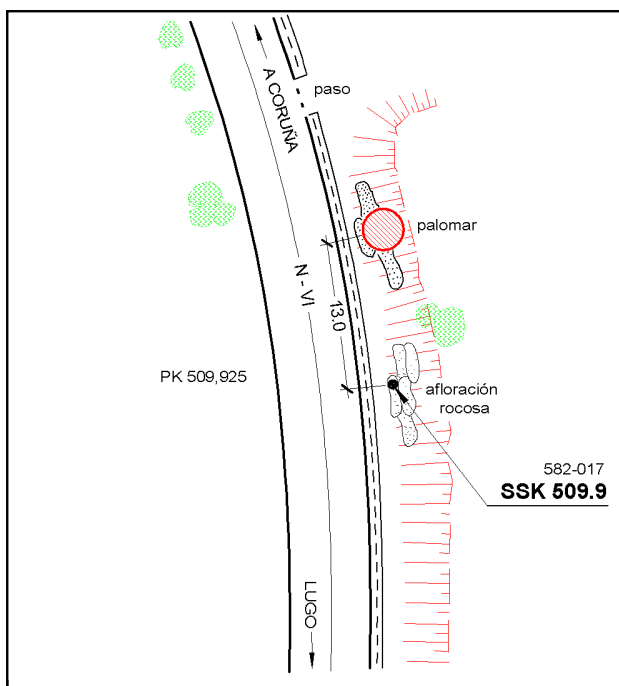 paso
A CORUÑA
palomar
N - VI
13.0
PK 509,925
afloración
rocosa
582-017
SSK 509.9
LUGO